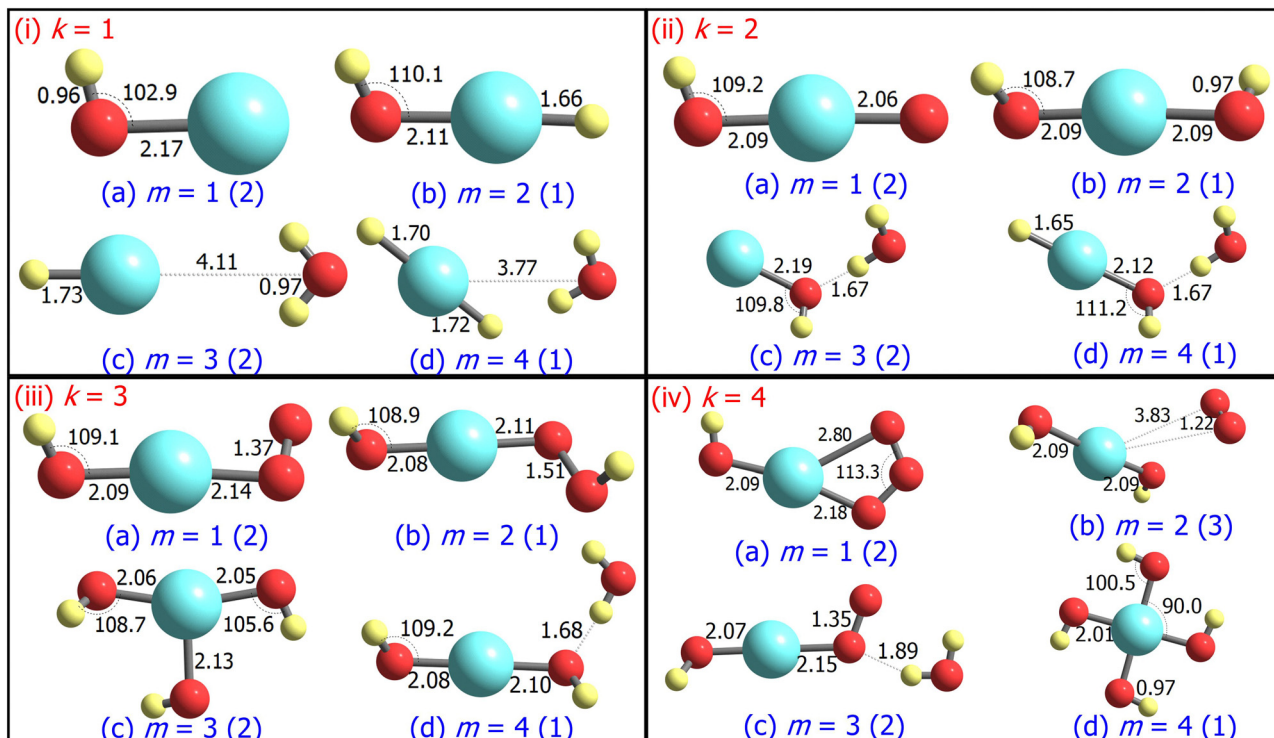 (i) k = 1
0.96
102.9
2.17
(a) m = 1 (2)
110.1
1.66
2.11
(b) m = 2 (1)
1.73
4.11
0.97
(c) m = 3 (2)
1.70
3.77
1.72
(d) m = 4 (1)
(ii) k = 2
109.2
2.06
2.09
(a) m = 1 (2)
108.7
0.97
2.09
2.09
(b) m = 2 (1)
2.19
1.67
109.8
(c) m = 3 (2)
1.65
2.12
1.67
111.2
(d) m = 4 (1)
(iii) k = 3
109.1
1.37
2.09
2.14
(a) m = 1 (2)
108.9
2.11
2.08
1.51
(b) m = 2 (1)
2.06
2.05
108.7
105.6
2.13
(c) m = 3 (2)
109.2
1.68
2.08
2.10
(d) m = 4 (1)
(iv) k = 4
2.80
113.3
2.09
2.18
(a) m = 1 (2)
3.83
1.22
2.09
2.09
(b) m = 2 (3)
2.07
1.35
2.15
1.89
(c) m = 3 (2)
100.5
90.0
2.01
0.97
(d) m = 4 (1)